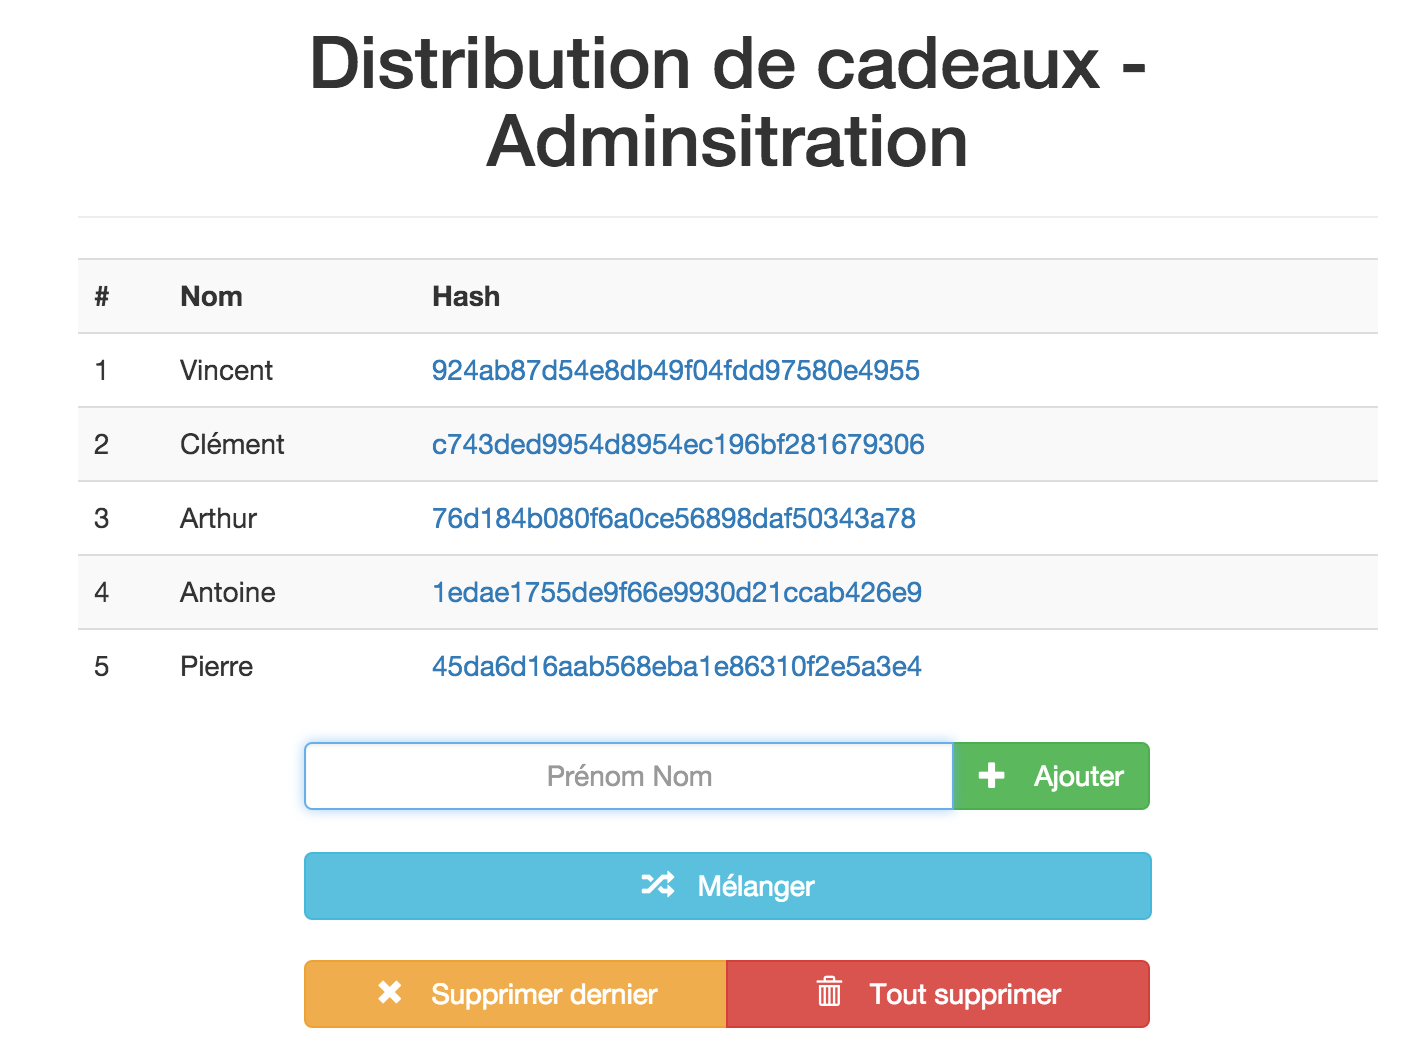 Distribution de cadeaux -
Adminsitration
# Nom Hash
1 Vincent 924ab87d54e8db49f04fdd97580e4955
2 Clément c743ded9954d8954ec196bf281679306
3 Arthur 76d184b080f6a0ce56898daf50343a78
4 Antoine 1edae1755de9f66e9930d21ccab426e9
5 Pierre 45da6d16aab568eba1e86310f2e5a3e4
Prénom Nom Ajouter
Mélanger
Supprimer dernier Tout supprimer